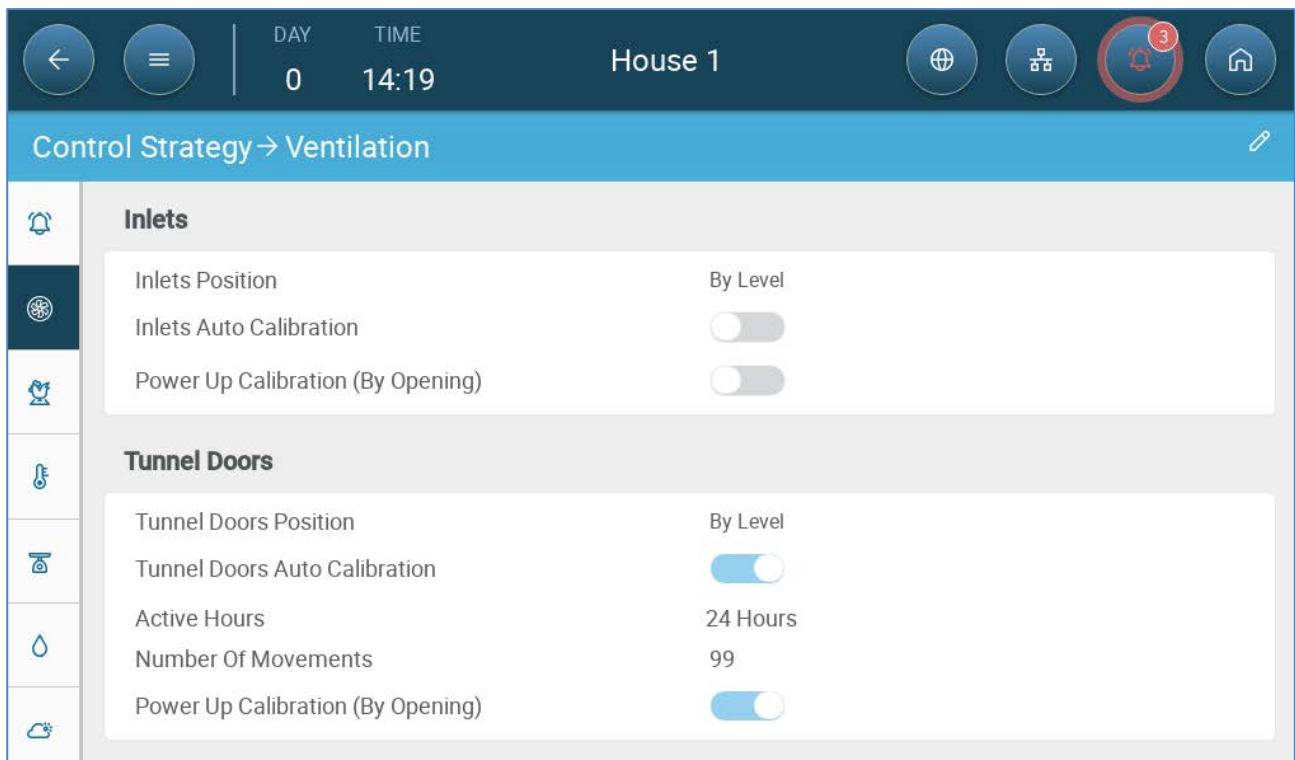 DAY TIME
0 14:19
House 1
3
Control Strategy → Ventilation
Inlets
Inlets Position By Level
Inlets Auto Calibration
Power Up Calibration (By Opening)
Tunnel Doors
Tunnel Doors Position By Level
Tunnel Doors Auto Calibration
Active Hours 24 Hours
Number Of Movements 99
Power Up Calibration (By Opening)